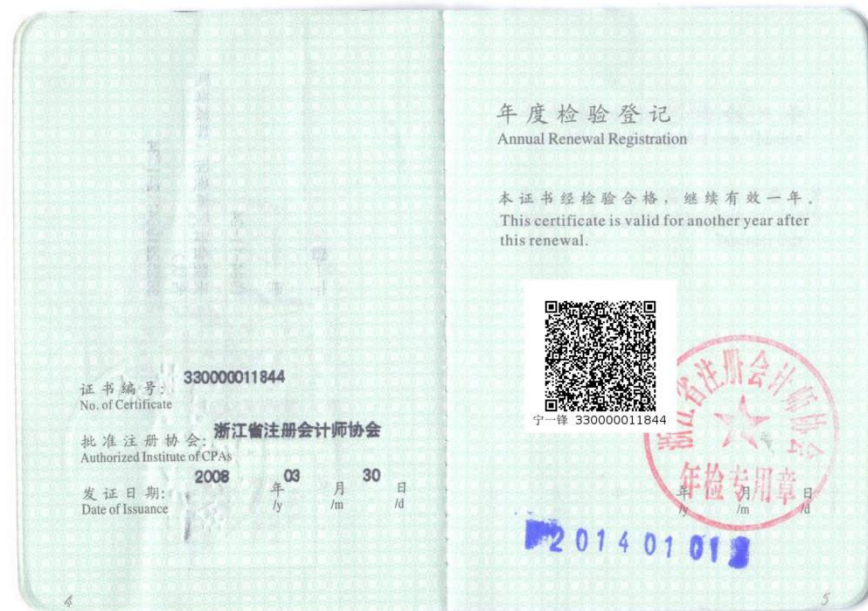 证书编号: 330000011844
No. of Certificate
批准注册协会: 浙江省注册会计师协会
Authorized Institute of CPAs
发证日期: 2008 年 03 月 30 日
Date of Issuance /y /m /d
4
年度检验登记
Annual Renewal Registration
本证书经检验合格，继续有效一年。
This certificate is valid for another year after
this renewal.
宁一锋 330000011844
浙江省注册会计师协会
年检专用章
年 月 日
/y /m /d
20140101
5